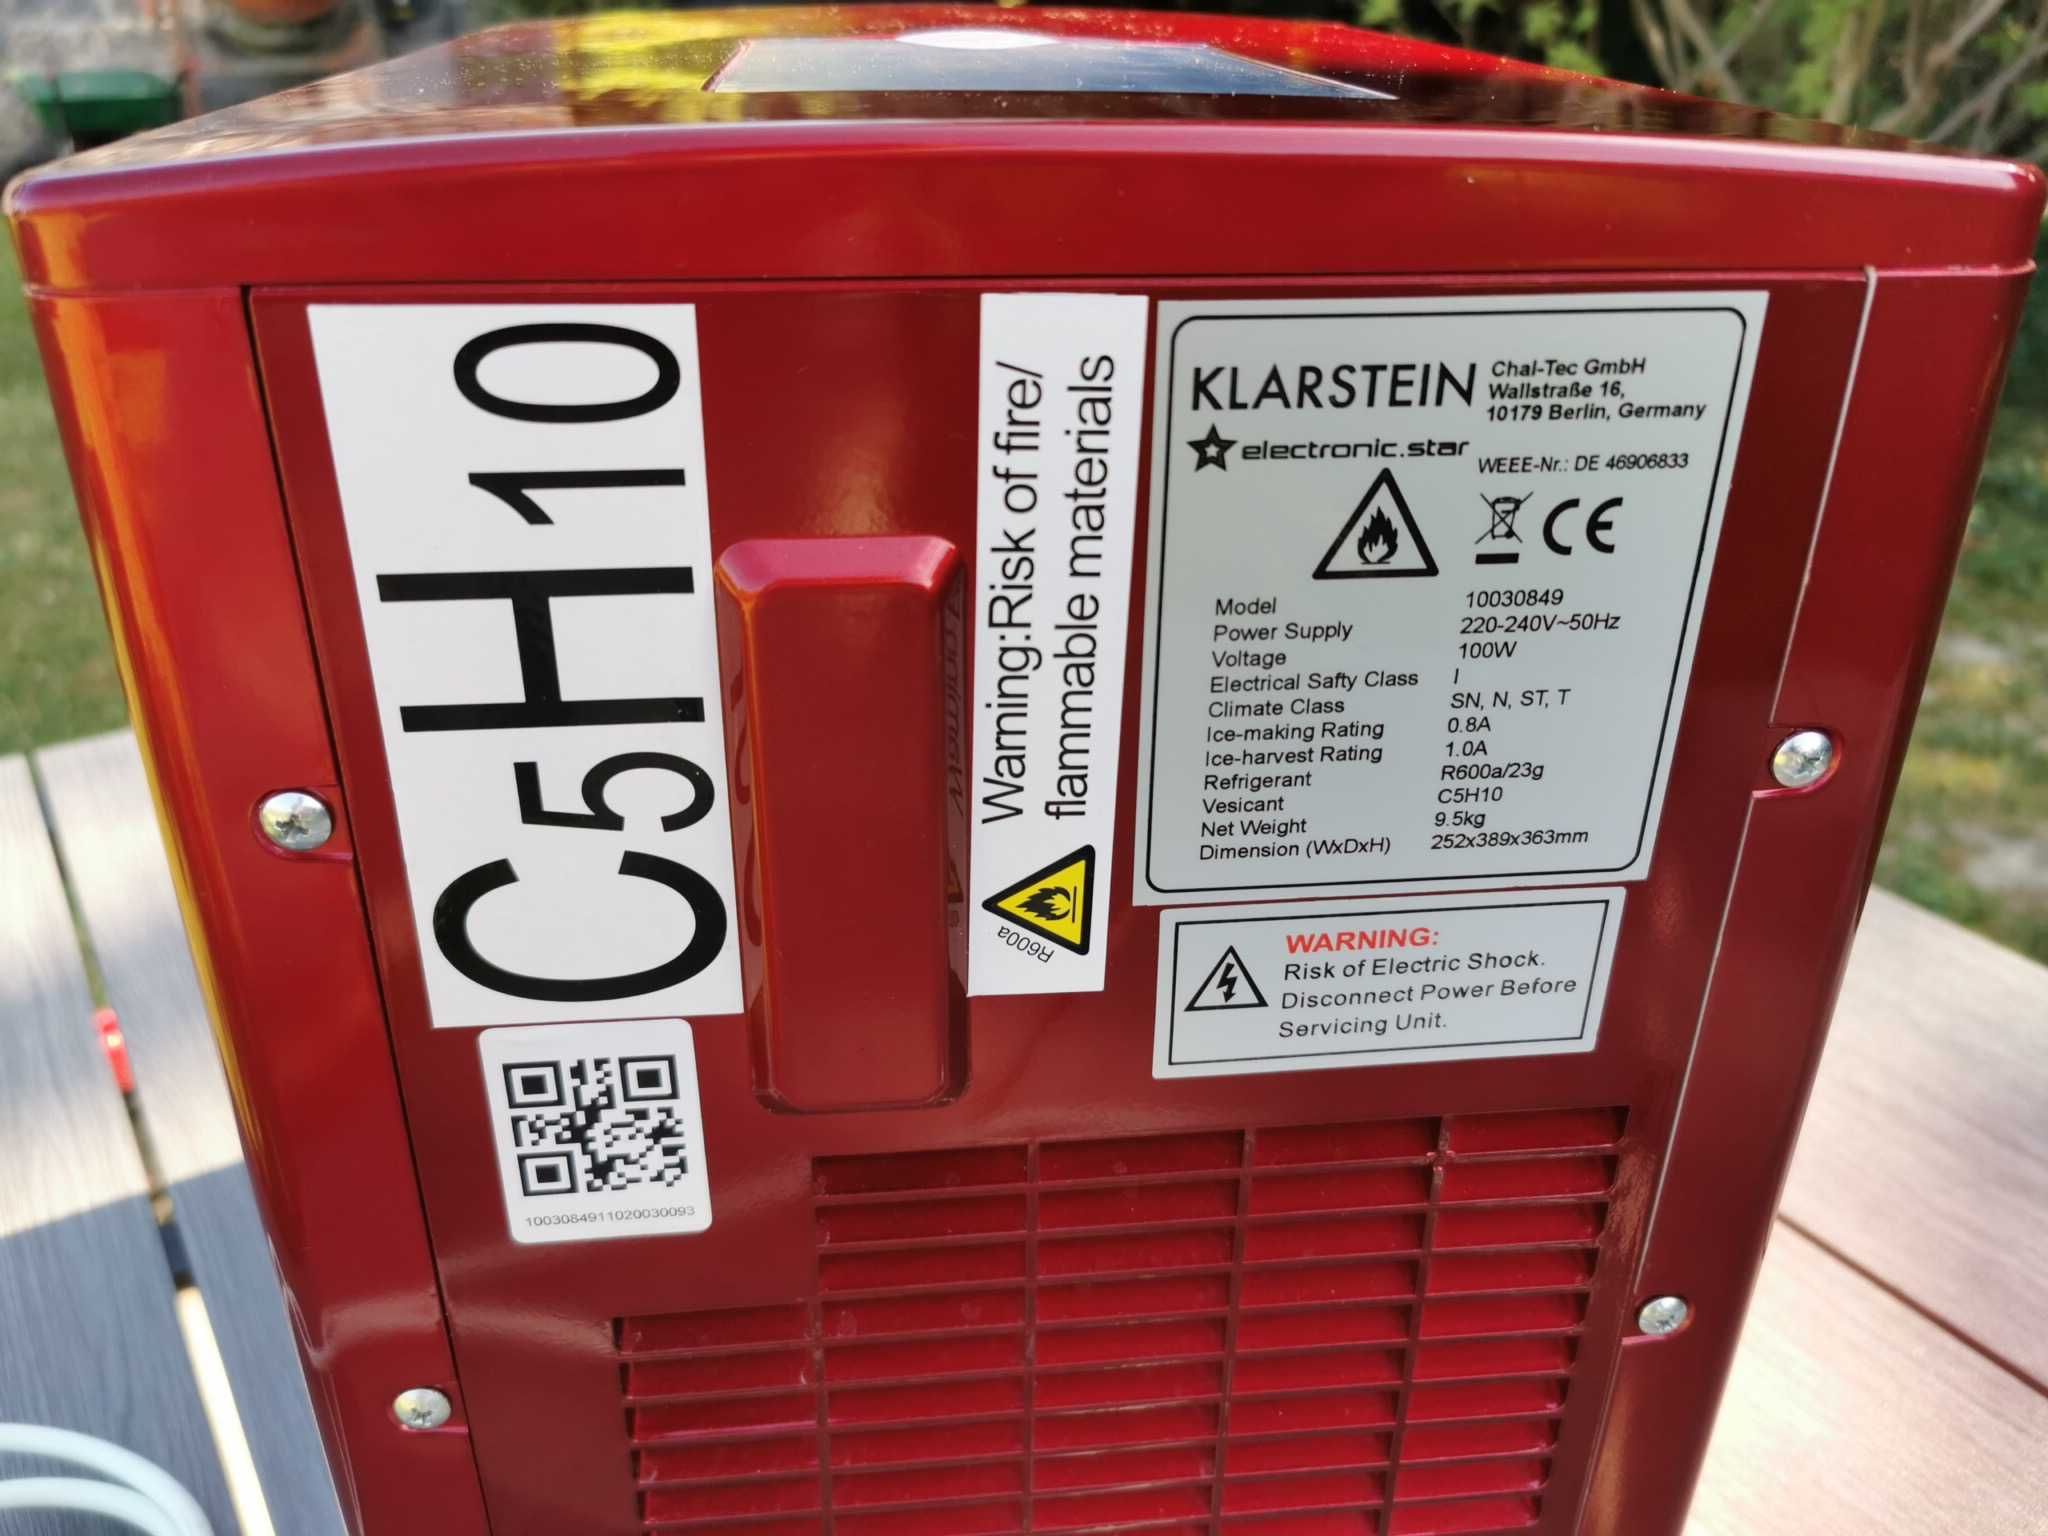 C5H10
1003084911020030093
Warning:Risk of fire/
flammable materials
R600a
KLARSTEIN
Chal-Tec GmbH
Wallstraße 16,
10179 Berlin, Germany
electronic.star
WEEE-Nr.: DE 46906833
CE
Model 10030849
Power Supply 220-240V~50Hz
Voltage 100W
Electrical Safty Class I
Climate Class SN, N, ST, T
Ice-making Rating 0.8A
Ice-harvest Rating 1.0A
Refrigerant R600a/23g
Vesicant C5H10
Net Weight 9.5kg
Dimension (WxDxH) 252x389x363mm
WARNING:
Risk of Electric Shock.
Disconnect Power Before
Servicing Unit.